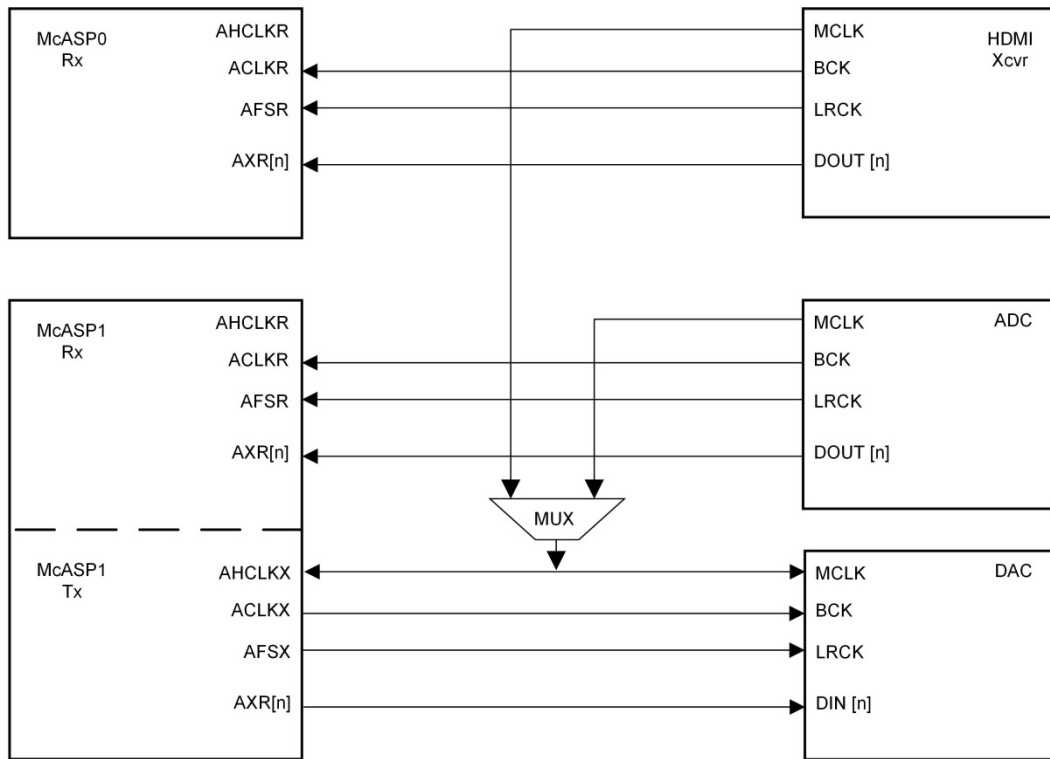 McASP0
Rx
AHCLKR
ACLKR
AFSR
AXR[n]
MCLK
BCK
LRCK
DOUT [n]
HDMI
Xcvr
McASP1
Rx
AHCLKR
ACLKR
AFSR
AXR[n]
MCLK
BCK
LRCK
DOUT [n]
ADC
MUX
McASP1
Tx
AHCLKX
ACLKX
AFSX
AXR[n]
MCLK
BCK
LRCK
DIN [n]
DAC